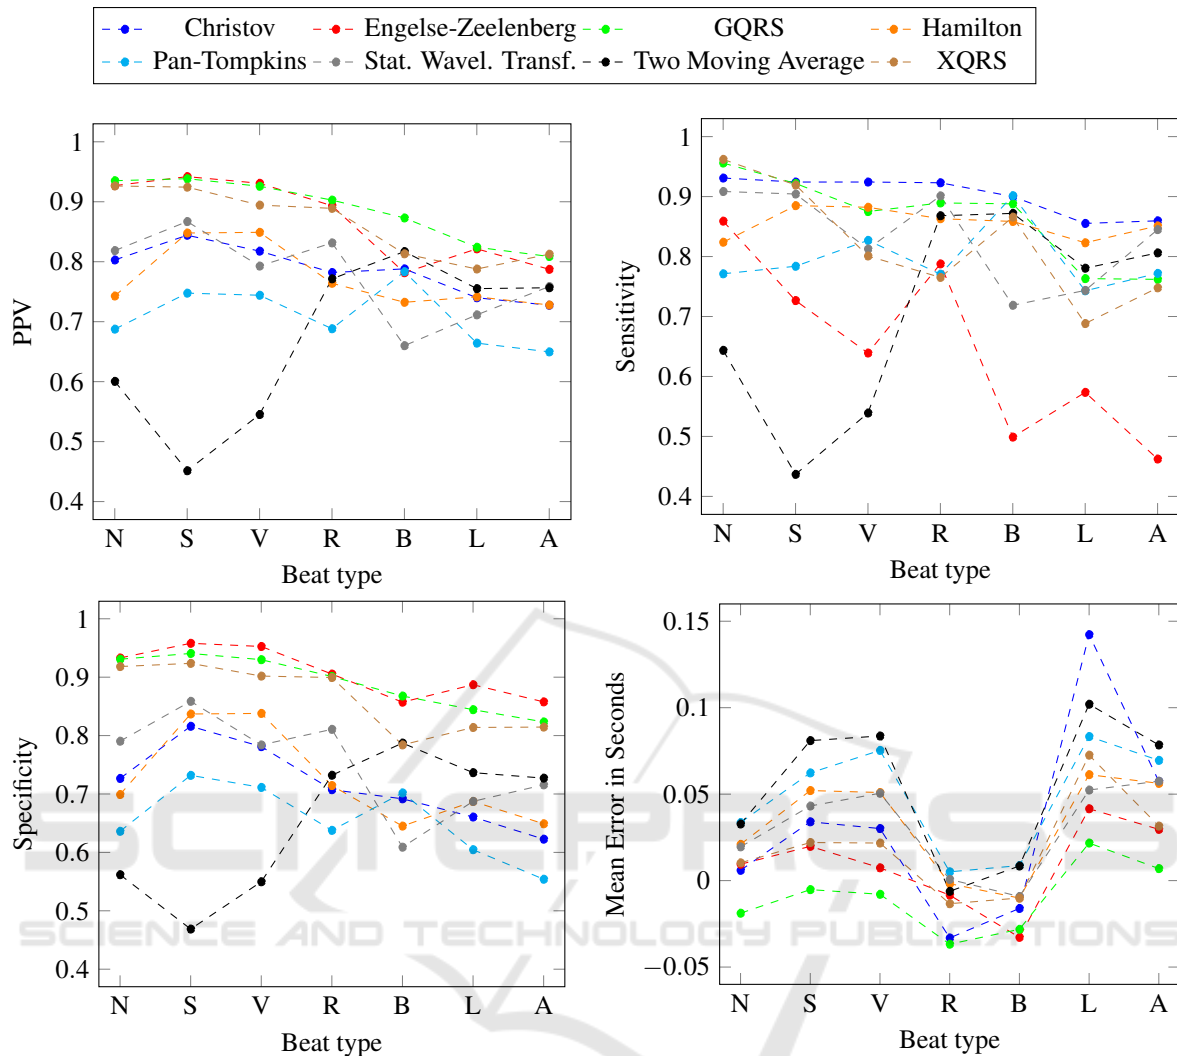 Christov Engelse-Zeelenberg GQRS Hamilton
Pan-Tompkins Stat. Wavel. Transf. Two Moving Average XQRS
1
0.9
0.8
0.7
0.6
0.5
0.4
PPV
N S V R B L A
Beat type
1
0.9
0.8
0.7
0.6
0.5
0.4
Sensitivity
N S V R B L A
Beat type
1
0.9
0.8
0.7
0.6
0.5
0.4
Specificity
N S V R B L A
Beat type
0.15
0.1
0.05
0
−0.05
Mean Error in Seconds
N S V R B L A
Beat type
SCITEPRESS
SCIENCE AND TECHNOLOGY PUBLICATIONS